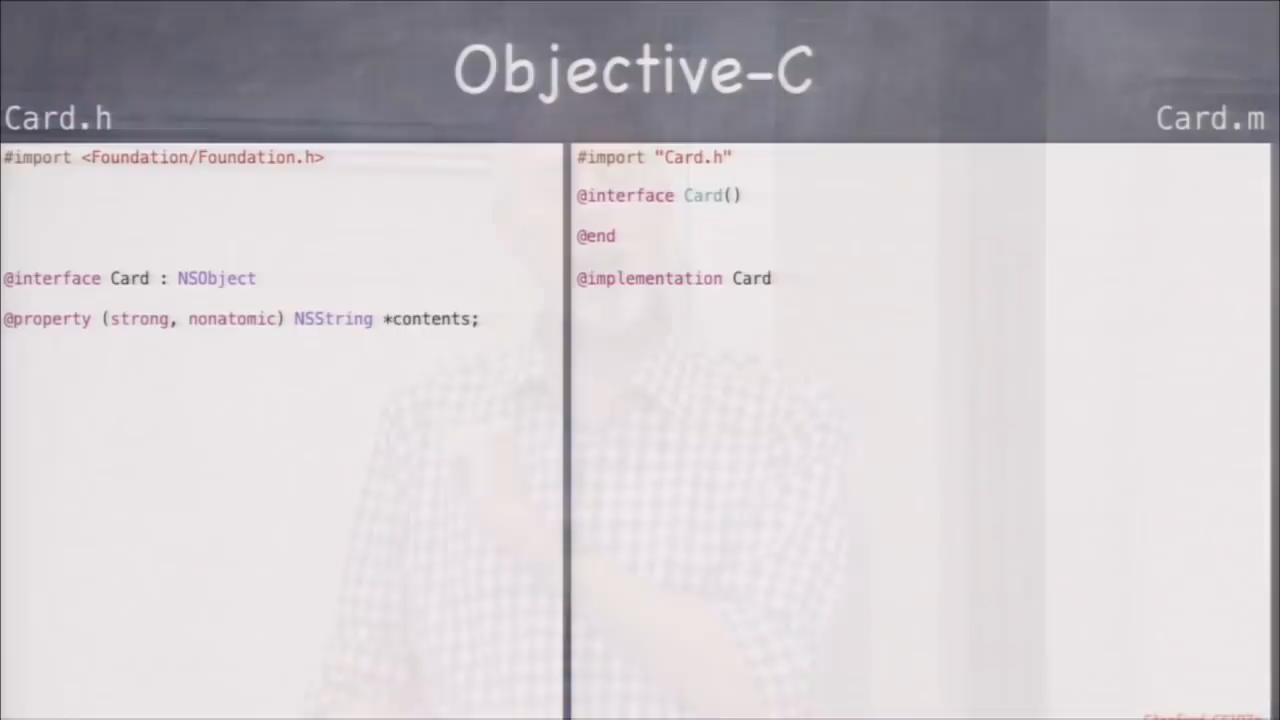 Objective-C
Card.h
Card.m
#import <Foundation/Foundation.h>
@interface Card : NSObject
@property (strong, nonatomic) NSString *contents;
#import "Card.h"
@interface Card()
@end
@implementation Card